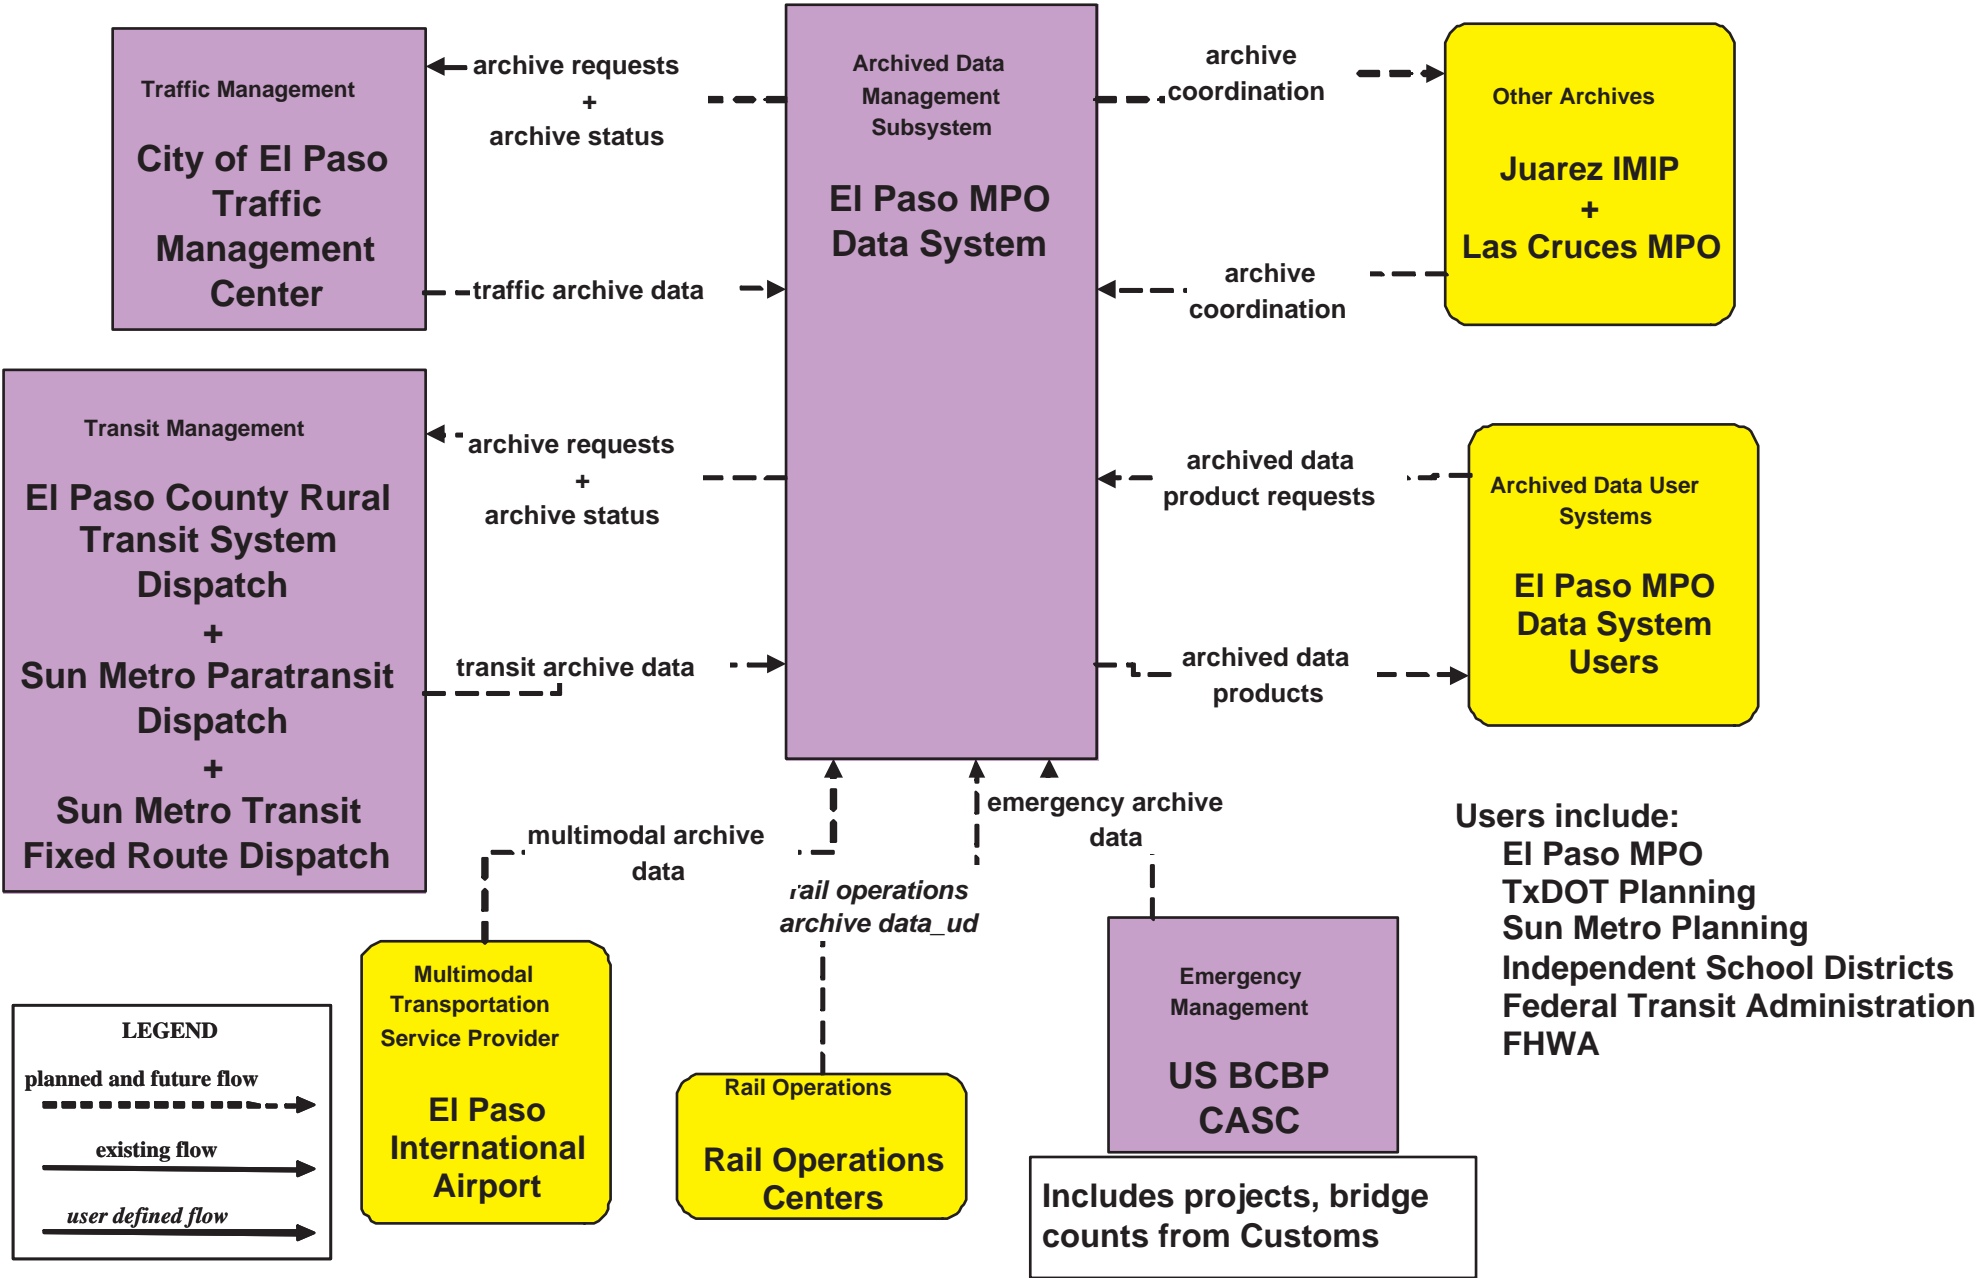 Traffic Management
City of El Paso
Traffic
Management
Center
archive requests
+
archive status
traffic archive data
Archived Data
Management
Subsystem
El Paso MPO
Data System
archive
coordination
archive
coordination
Other Archives
Juarez IMIP
+
Las Cruces MPO
Transit Management
El Paso County Rural
Transit System
Dispatch
+
Sun Metro Paratransit
Dispatch
+
Sun Metro Transit
Fixed Route Dispatch
archive requests
+
archive status
transit archive data
archived data
product requests
archived data
products
Archived Data User
Systems
El Paso MPO
Data System
Users
multimodal archive
data
rail operations
archive data_ud
emergency archive
data
Users include:
El Paso MPO
TxDOT Planning
Sun Metro Planning
Independent School Districts
Federal Transit Administration
FHWA
LEGEND
planned and future flow
existing flow
user defined flow
Multimodal
Transportation
Service Provider
El Paso
International
Airport
Rail Operations
Rail Operations
Centers
Emergency
Management
US BCBP
CASC
Includes projects, bridge
counts from Customs